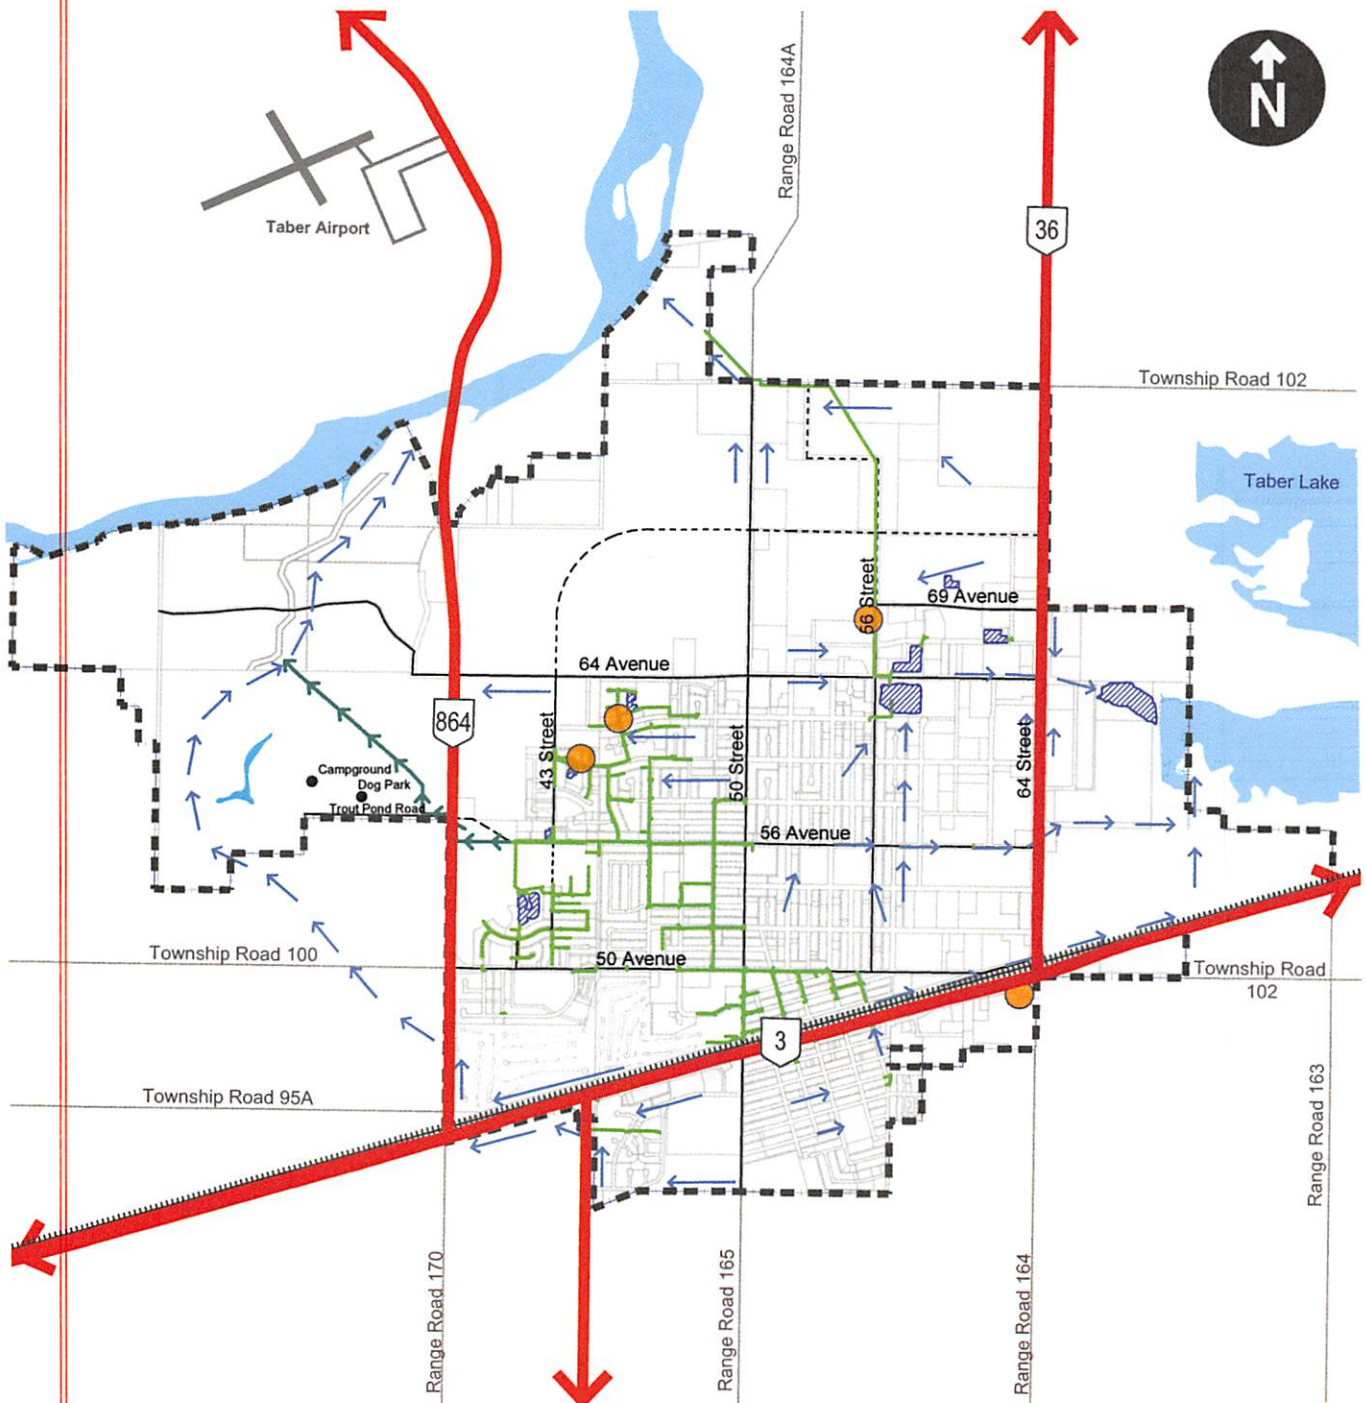 Range Road 164A
N
Taber Airport
36
Township Road 102
Taber Lake
56 Street
69 Avenue
64 Avenue
864
43 Street
50 Street
64 Street
Campground
Dog Park
Trout Pond Road
56 Avenue
Township Road 100
50 Avenue
Township Road
102
3
Township Road 95A
Range Road 163
Range Road 170
Range Road 165
Range Road 164